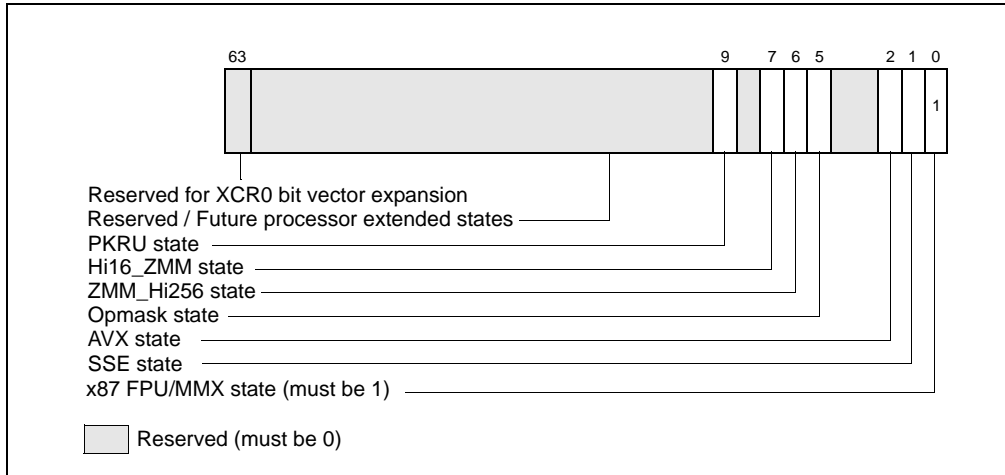 63 9 7 6 5 2 1 0
1
Reserved for XCR0 bit vector expansion
Reserved / Future processor extended states
PKRU state
Hi16_ZMM state
ZMM_Hi256 state
Opmask state
AVX state
SSE state
x87 FPU/MMX state (must be 1)
Reserved (must be 0)